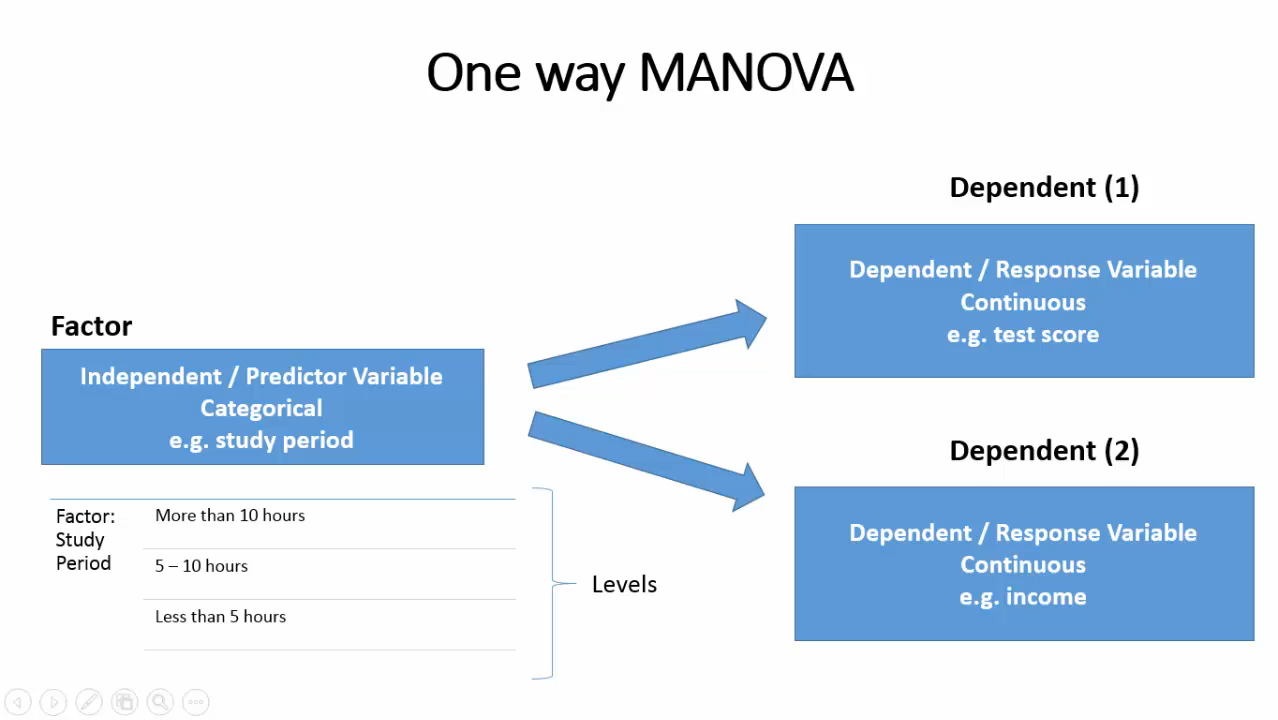 One way MANOVA
Dependent (1)
Dependent / Response Variable
Continuous
e.g. test score
Factor
Independent / Predictor Variable
Categorical
e.g. study period
Dependent (2)
Dependent / Response Variable
Continuous
e.g. income
Factor:
Study
Period
More than 10 hours
5 – 10 hours
Less than 5 hours
Levels